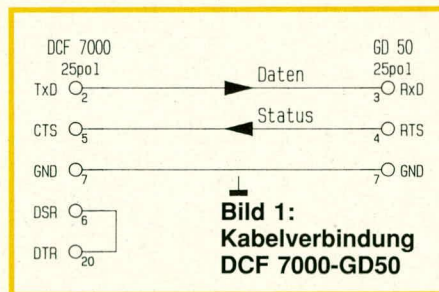 DCF 7000 GD 50
25pol 25pol
TxD 2 Daten 3 RxD
CTS 5 Status 4 RTS
GND 7 7 GND
DSR 6
DTR 20
Bild 1:
Kabelverbindung
DCF 7000-GD50